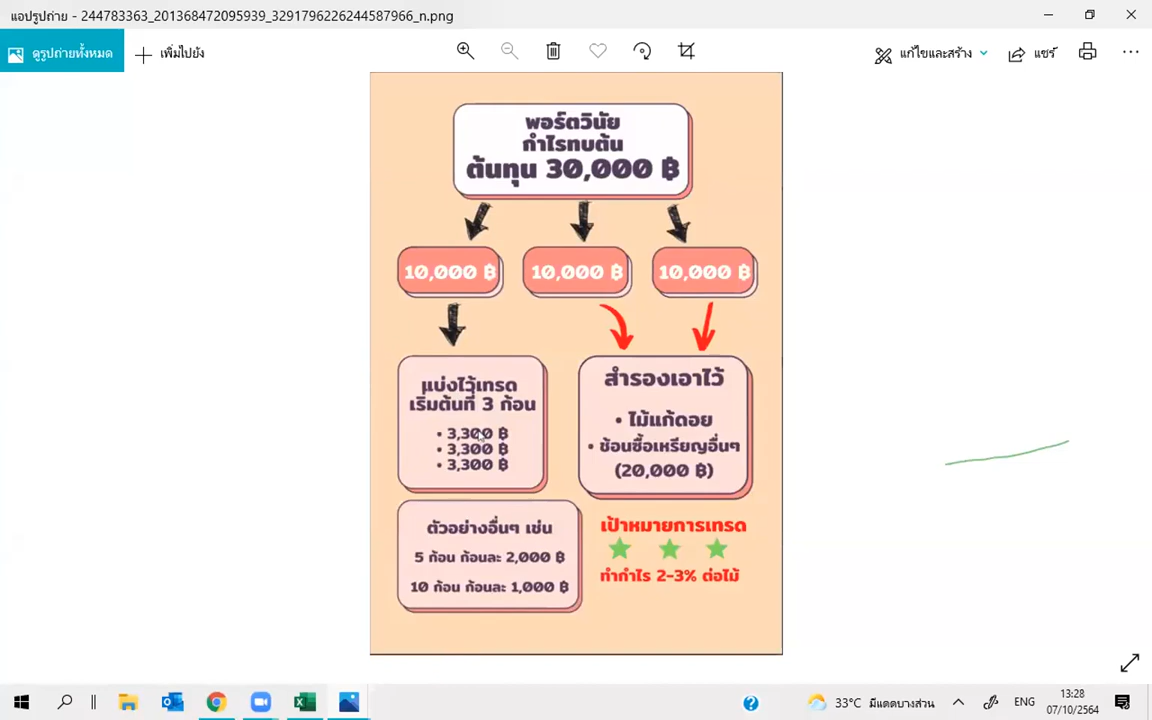 แอปรูปถ่าย - 244783363_201368472095939_3291796226244587966_n.png
ดูรูปถ่ายทั้งหมด
เพิ่มไปยัง
แก้ไขและสร้าง
แชร์
พอร์ตวินัย
กำไรทบต้น
ต้นทุน 30,000 ฿
10,000 ฿
10,000 ฿
10,000 ฿
แบ่งไว้เทรด
เริ่มต้นที่ 3 ก้อน
• 3,300 ฿
• 3,300 ฿
• 3,300 ฿
สำรองเอาไว้
• ไม้แก้ดอย
• ช้อนซื้อเหรียญอื่นๆ
(20,000 ฿)
ตัวอย่างอื่นๆ เช่น
5 ก้อน ก้อนละ 2,000 ฿
10 ก้อน ก้อนละ 1,000 ฿
เป้าหมายการเทรด
ทำกำไร 2-3% ต่อไม้
33°C มีแดดบางส่วน
ENG
13:28
07/10/2564